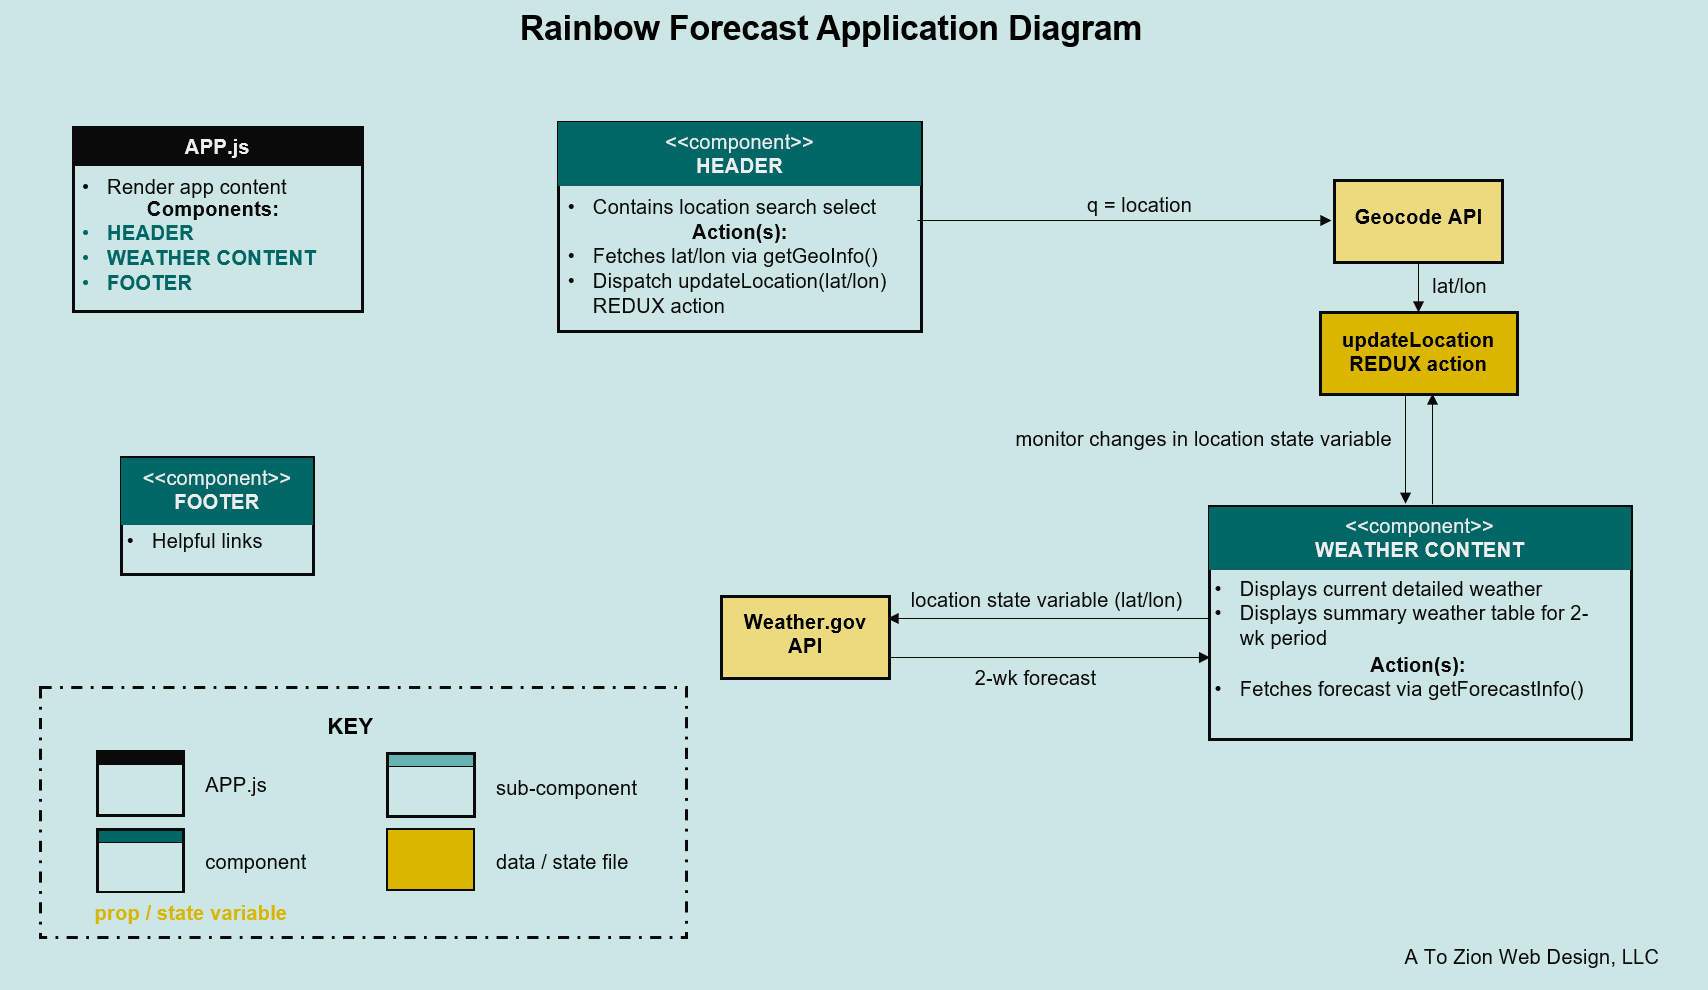 Rainbow Forecast Application Diagram
APP.js
• Render app content
Components:
• HEADER
• WEATHER CONTENT
• FOOTER
<<component>>
HEADER
• Contains location search select
Action(s):
• Fetches lat/lon via getGeoInfo()
• Dispatch updateLocation(lat/lon)
REDUX action
q = location
Geocode API
lat/lon
updateLocation
REDUX action
monitor changes in location state variable
<<component>>
FOOTER
• Helpful links
<<component>>
WEATHER CONTENT
• Displays current detailed weather
• Displays summary weather table for 2-
wk period
Action(s):
• Fetches forecast via getForecastInfo()
location state variable (lat/lon)
Weather.gov
API
2-wk forecast
KEY
APP.js
sub-component
component
data / state file
prop / state variable
A To Zion Web Design, LLC